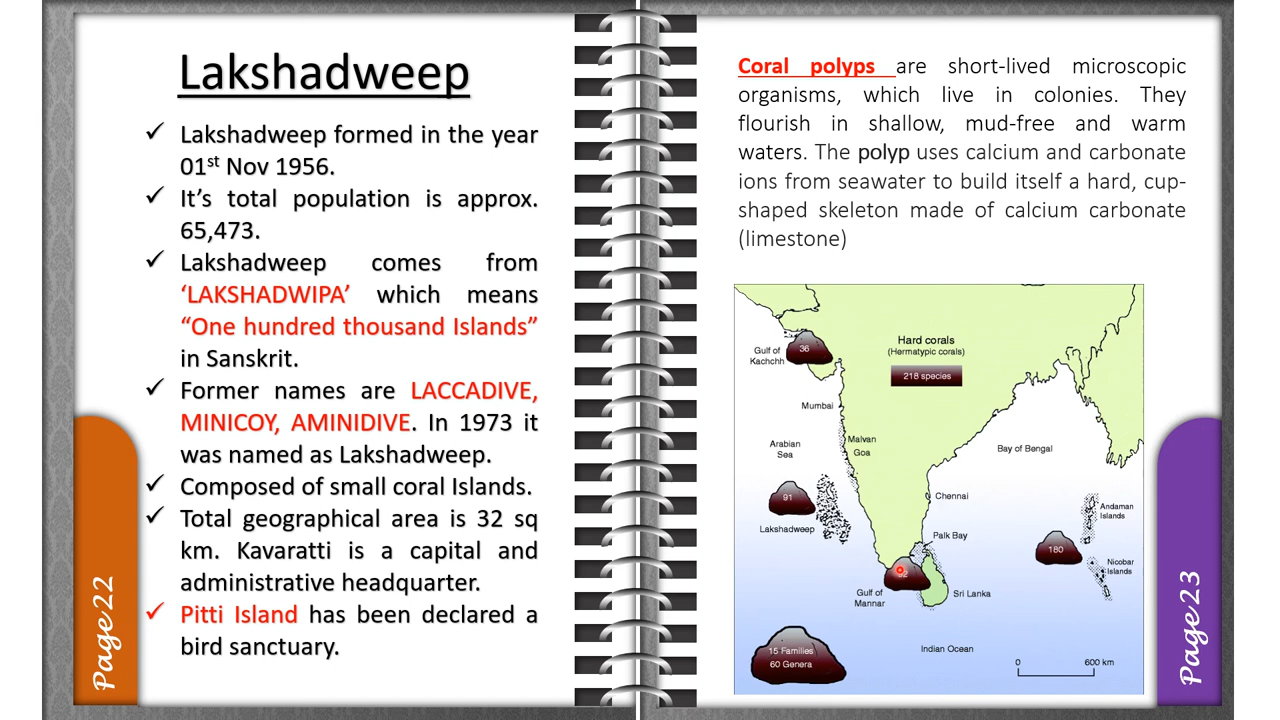 Lakshadweep
✓ Lakshadweep formed in the year
01st Nov 1956.
✓ It's total population is approx.
65,473.
✓ Lakshadweep comes from
‘LAKSHADWIPA’ which means
“One hundred thousand Islands”
in Sanskrit.
✓ Former names are LACCADIVE,
MINICOY, AMINIDIVE. In 1973 it
was named as Lakshadweep.
✓ Composed of small coral Islands.
✓ Total geographical area is 32 sq
km. Kavaratti is a capital and
administrative headquarter.
✓ Pitti Island has been declared a
bird sanctuary.
Page 22
Coral polyps are short-lived microscopic
organisms, which live in colonies. They
flourish in shallow, mud-free and warm
waters. The polyp uses calcium and carbonate
ions from seawater to build itself a hard, cup-
shaped skeleton made of calcium carbonate
(limestone)
Hard corals
(Hermatypic corals)
218 species
Gulf of
Kachchh
36
Mumbai
Malvan
Goa
Arabian
Sea
Bay of Bengal
91
Lakshadweep
Chennai
Palk Bay
Andaman
Islands
180
Nicobar
Islands
Gulf of
Mannar
Sri Lanka
15 Families
60 Genera
Indian Ocean
0 600 km
Page 23